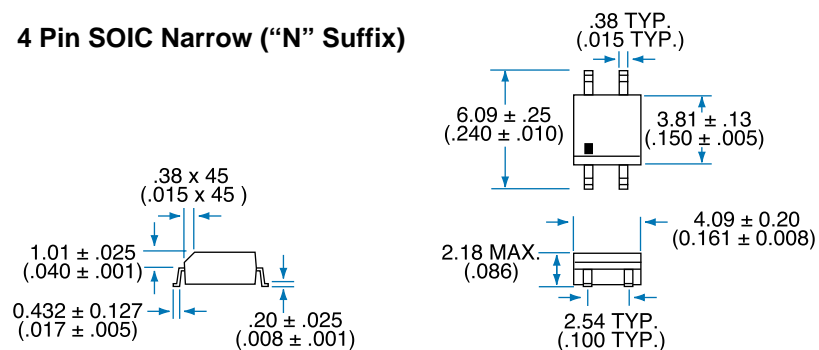 4 Pin SOIC Narrow (“N” Suffix)
.38 TYP.
(.015 TYP.)
6.09 ± .25
(.240 ± .010)
3.81 ± .13
(.150 ± .005)
.38 x 45
(.015 x 45 )
1.01 ± .025
(.040 ± .001)
0.432 ± 0.127
(.017 ± .005)
.20 ± .025
(.008 ± .001)
4.09 ± 0.20
(0.161 ± 0.008)
2.18 MAX.
(.086)
2.54 TYP.
(.100 TYP.)